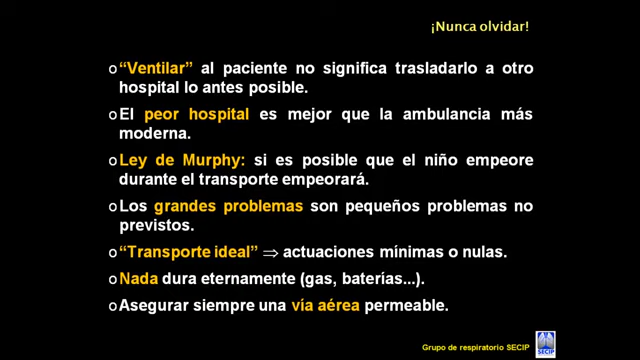 ¡Nunca olvidar!
o“Ventilar” al paciente no significa trasladarlo a otro
hospital lo antes posible.
oEl peor hospital es mejor que la ambulancia más
moderna.
oLey de Murphy: si es posible que el niño empeore
durante el transporte empeorará.
oLos grandes problemas son pequeños problemas no
previstos.
o“Transporte ideal” ⇒ actuaciones mínimas o nulas.
oNada dura eternamente (gas, baterías...).
oAsegurar siempre una vía aérea permeable.
Grupo de respiratorio SECIP
SECIP